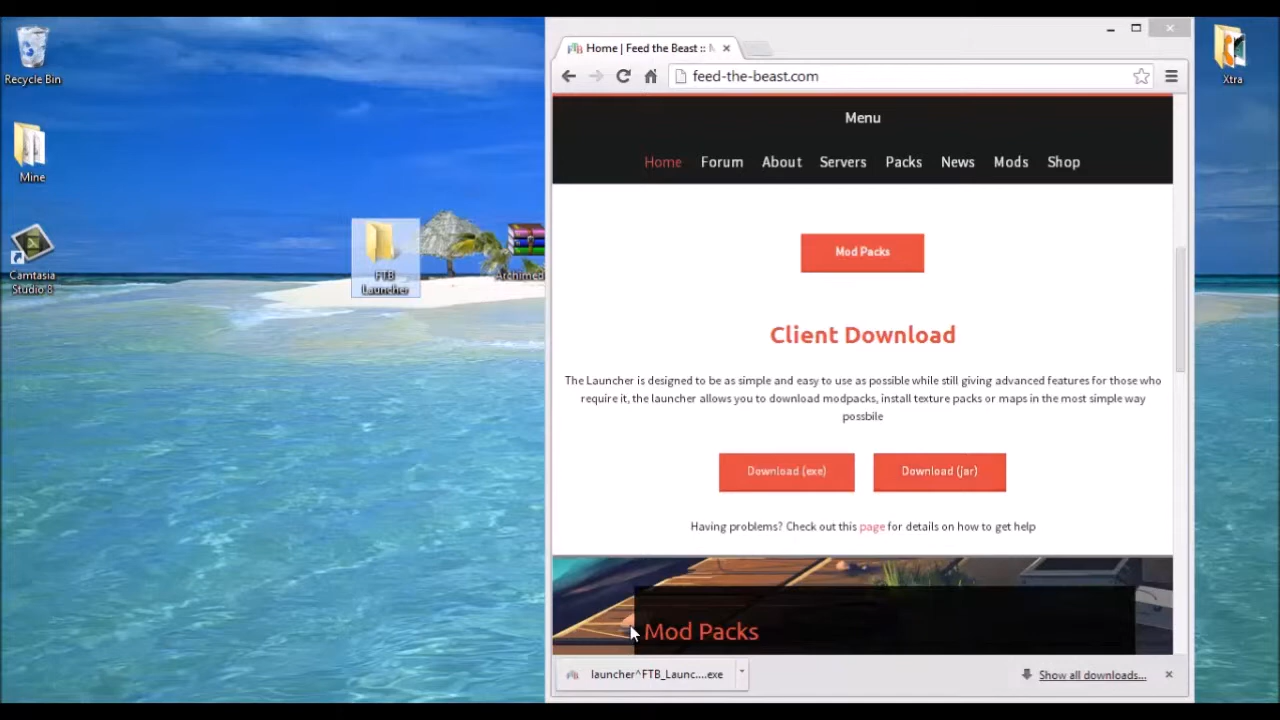 Recycle Bin
Mine
Camtasia
Studio 8
FTB
Launcher
Archimed
Xtra
Home | Feed the Beast ::
feed-the-beast.com
Menu
Home Forum About Servers Packs News Mods Shop
Mod Packs
Client Download
The Launcher is designed to be as simple and easy to use as possible while still giving advanced features for those who
require it, the launcher allows you to download modpacks, install texture packs or maps in the most simple way
possbile
Download (exe) Download (jar)
Having problems? Check out this page for details on how to get help
Mod Packs
launcher^FTB_Launc....exe
Show all downloads...